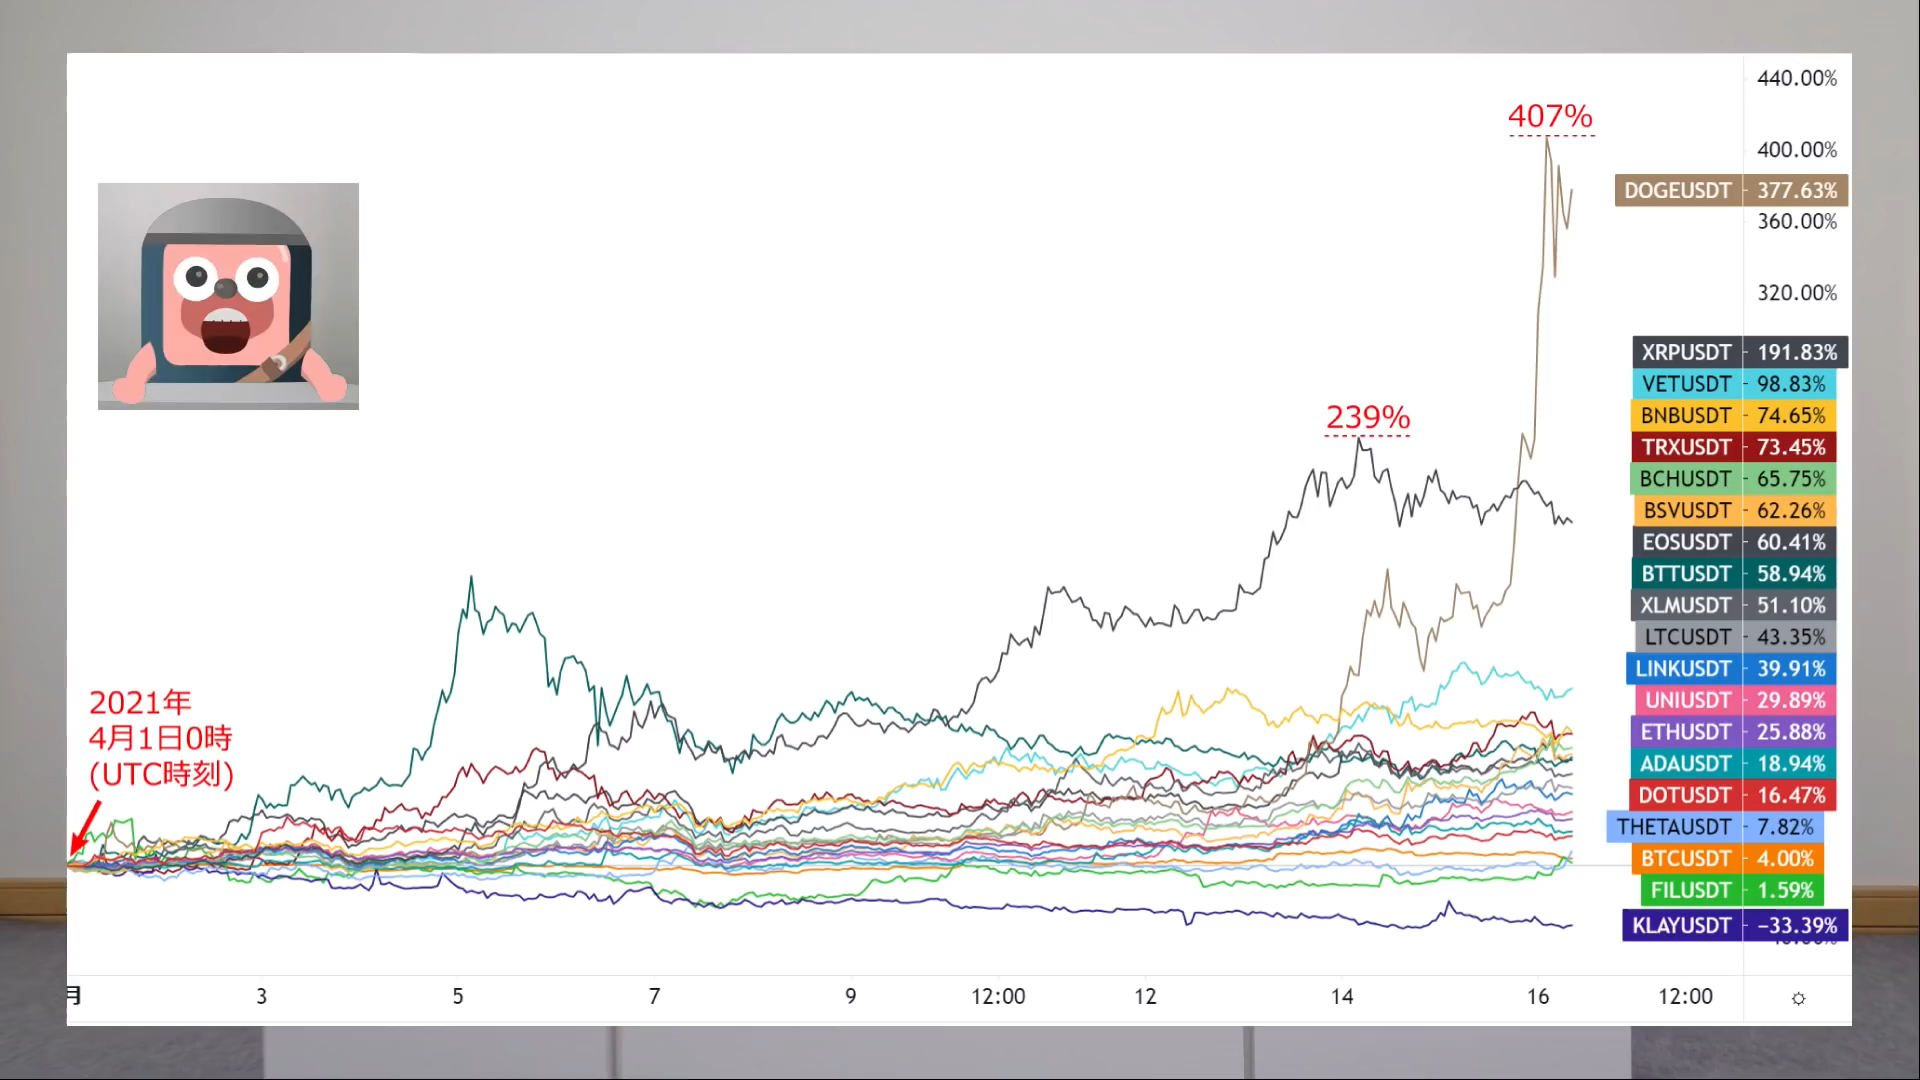 440.00%
407%
400.00%
DOGEUSDT 377.63%
360.00%
320.00%
XRPUSDT 191.83%
VETUSDT 98.83%
239%
BNBUSDT 74.65%
TRXUSDT 73.45%
BCHUSDT 65.75%
BSVUSDT 62.26%
EOSUSDT 60.41%
BTTUSDT 58.94%
XLMUSDT 51.10%
LTCUSDT 43.35%
LINKUSDT 39.91%
UNIUSDT 29.89%
ETHUSDT 25.88%
ADAUSDT 18.94%
DOTUSDT 16.47%
THETAUSDT 7.82%
BTCUSDT 4.00%
FILUSDT 1.59%
KLAYUSDT −33.39%
2021年
4月1日0時
(UTC時刻)
月 3 5 7 9 12:00 12 14 16 12:00